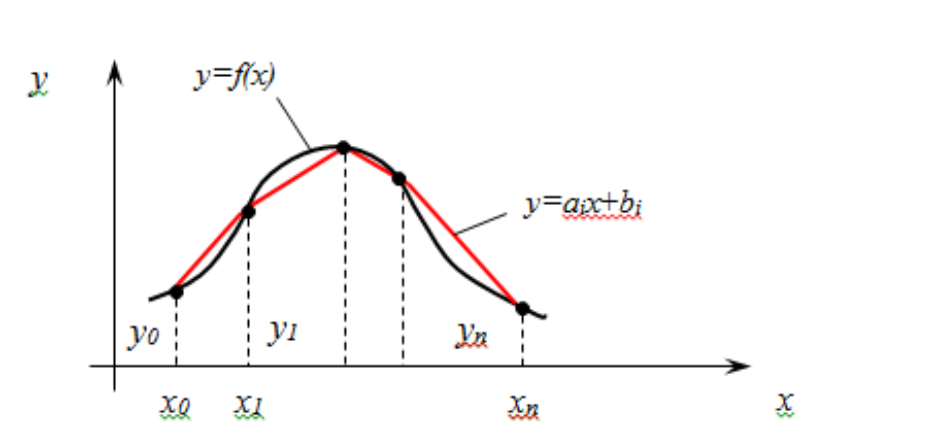 y
y=f(x)
y=aᵢx+bᵢ
y₀ y₁ yₙ
x₀ x₁ xₙ x